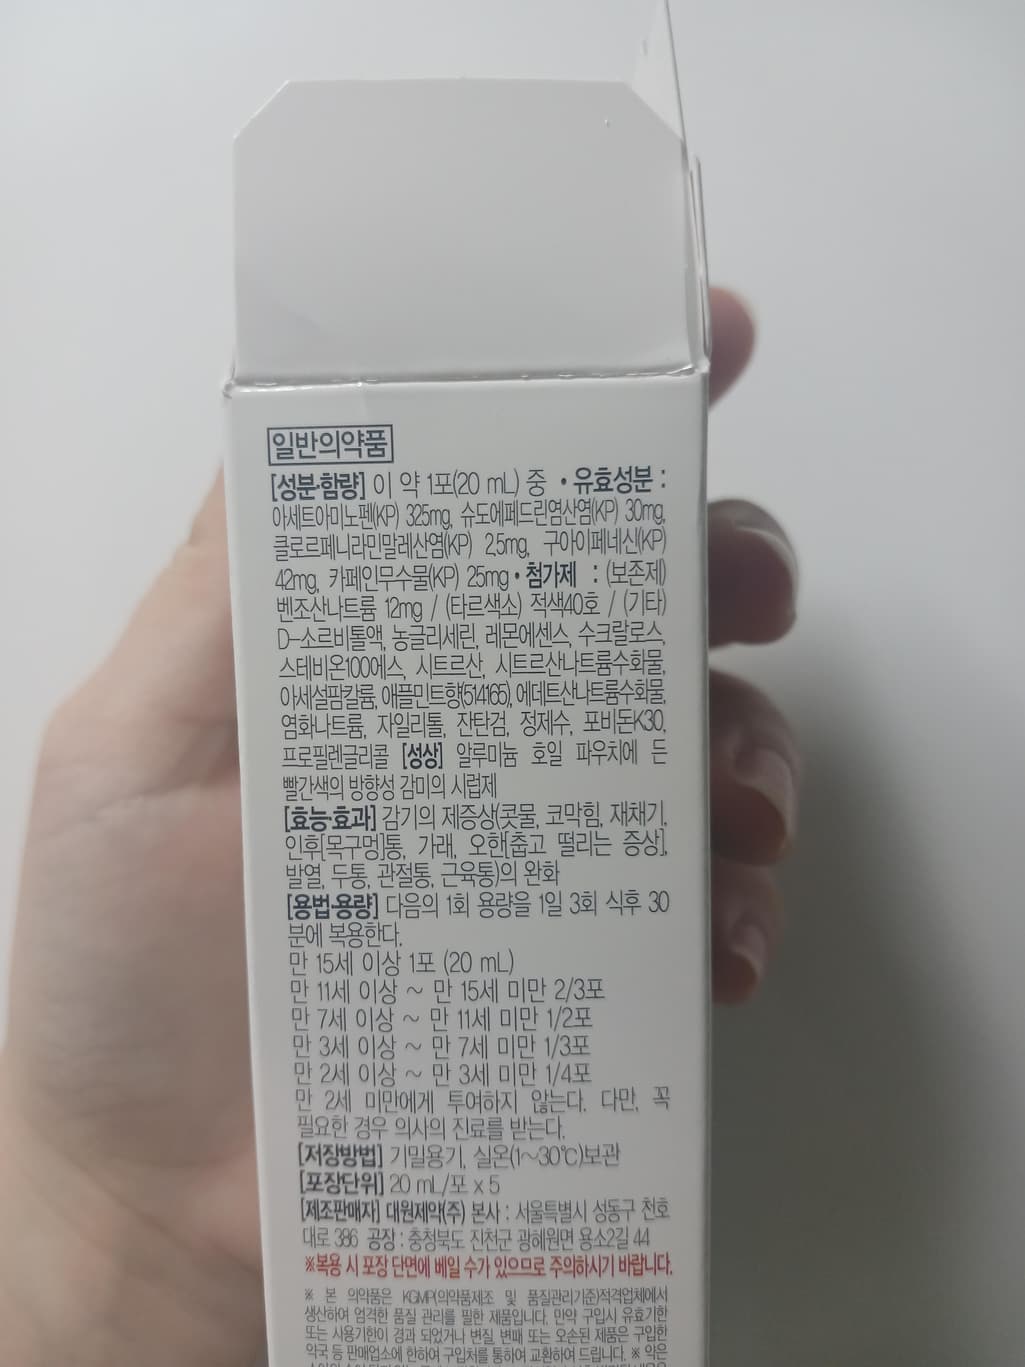 일반의약품
[성분·함량] 이 약 1포(20 mL) 중 • 유효성분 :
아세트아미노펜(KP) 325mg, 슈도에페드린염산염(KP) 30mg,
클로르페니라민말레산염(KP) 2.5mg, 구아이페네신(KP)
42mg, 카페인무수물(KP) 25mg • 첨가제 : (보존제)
벤조산나트륨 12mg / (타르색소) 적색40호 / (기타)
D-소르비톨액, 농글리세린, 레몬에센스, 수크랄로스,
스테비온100에스, 시트르산, 시트르산나트륨수화물,
아세설팜칼륨, 애플민트향(514165), 에데트산나트륨수화물,
염화나트륨, 자일리톨, 잔탄검, 정제수, 포비돈K30,
프로필렌글리콜 [성상] 알루미늄 호일 파우치에 든
빨간색의 방향성 감미의 시럽제
[효능·효과] 감기의 제증상(콧물, 코막힘, 재채기,
인후[목구멍]통, 가래, 오한[춥고 떨리는 증상],
발열, 두통, 관절통, 근육통)의 완화
[용법·용량] 다음의 1회 용량을 1일 3회 식후 30
분에 복용한다.
만 15세 이상 1포 (20 mL)
만 11세 이상 ~ 만 15세 미만 2/3포
만 7세 이상 ~ 만 11세 미만 1/2포
만 3세 이상 ~ 만 7세 미만 1/3포
만 2세 이상 ~ 만 3세 미만 1/4포
만 2세 미만에게 투여하지 않는다. 다만, 꼭
필요한 경우 의사의 진료를 받는다.
[저장방법] 기밀용기, 실온(1~30℃)보관
[포장단위] 20 mL/포 x 5
[제조판매자] 대원제약(주) 본사 : 서울특별시 성동구 천호
대로 386 공장 : 충청북도 진천군 광혜원면 용소2길 44
※복용 시 포장 단면에 베일 수가 있으므로 주의하시기 바랍니다.
※ 본 의약품은 KGMP(의약품제조 및 품질관리기준)적격업체에서
생산하여 엄격한 품질 관리를 필한 제품입니다. 만약 구입시 유효기한
또는 사용기한이 경과 되었거나 변질, 변패 또는 오손된 제품은 구입한
약국 등 판매업소에 한하여 구입처를 통하여 교환하여 드립니다. ※ 약은